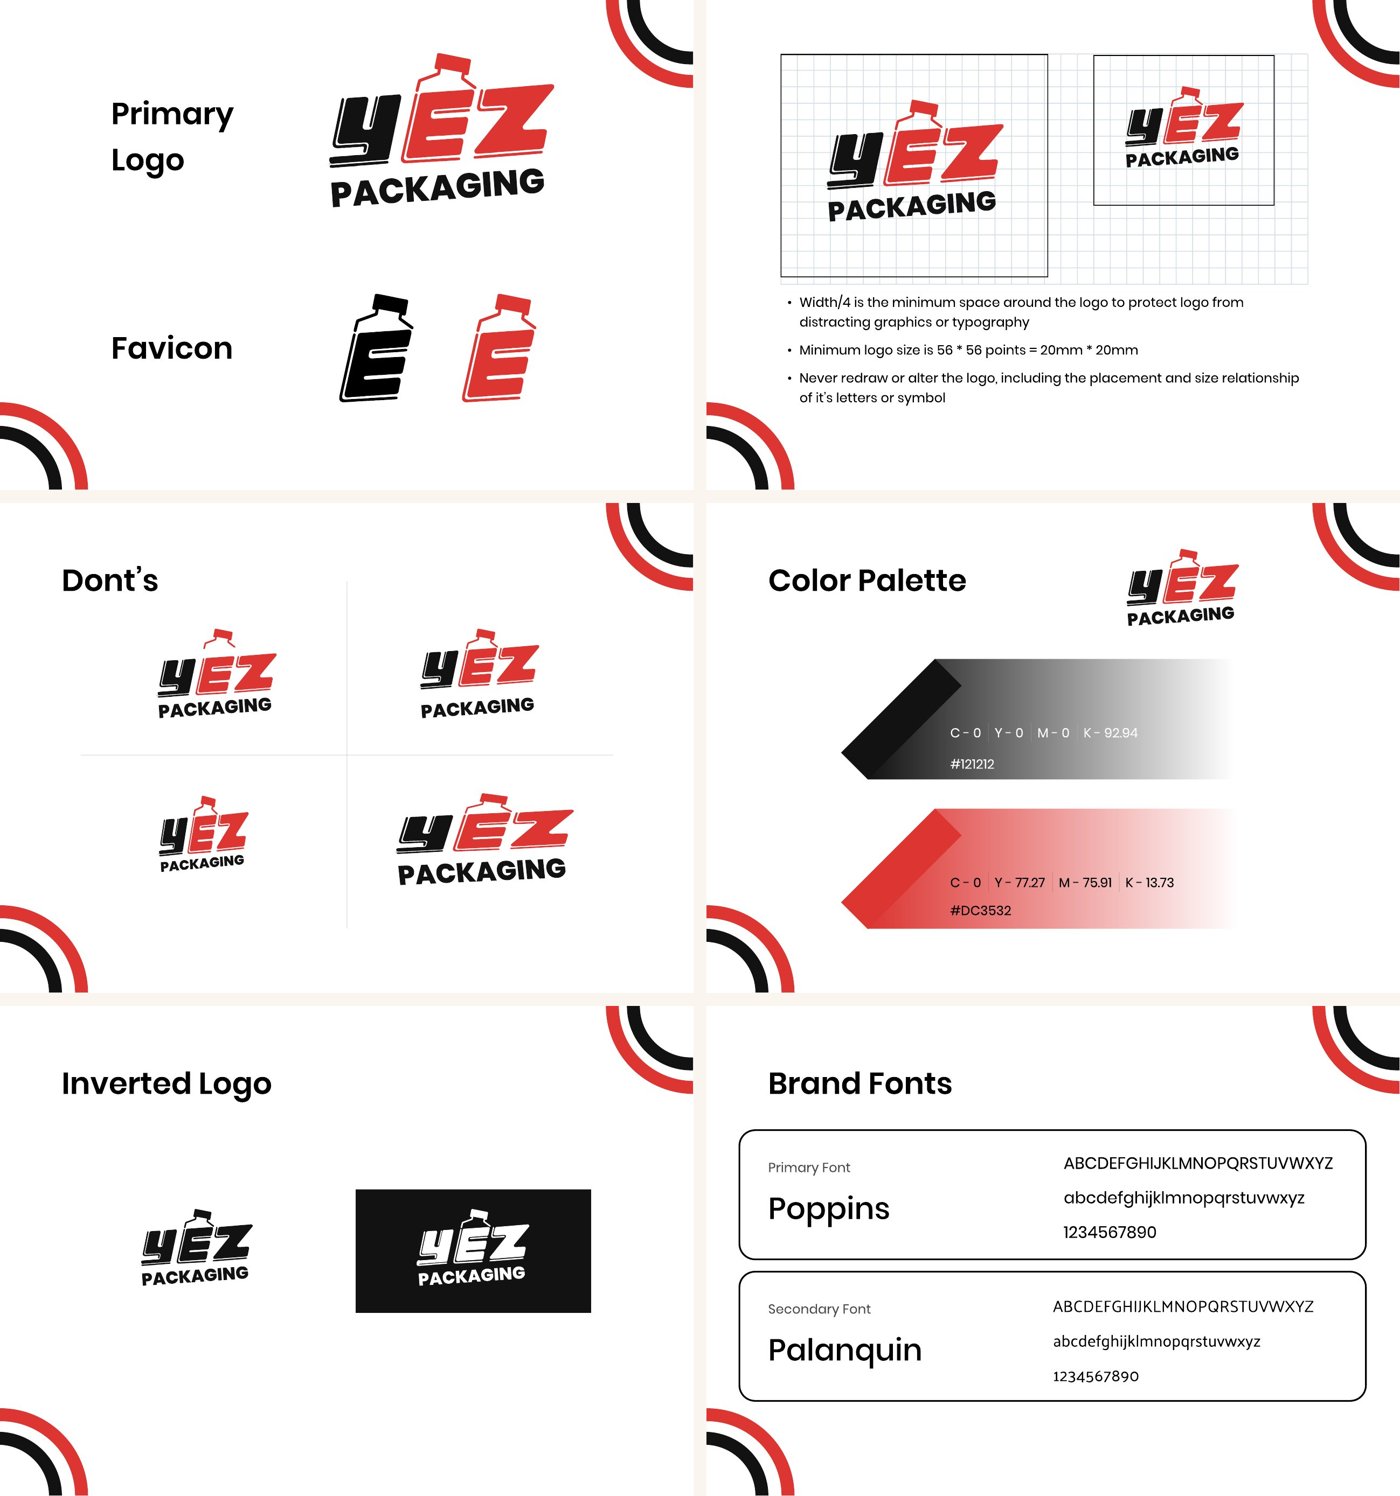 Primary
Logo
YEZ
PACKAGING
Favicon
E E
YEZ
PACKAGING
YEZ
PACKAGING
• Width/4 is the minimum space around the logo to protect logo from
distracting graphics or typography
• Minimum logo size is 56 * 56 points = 20mm * 20mm
• Never redraw or alter the logo, including the placement and size relationship
of it's letters or symbol
Dont's
YEZ
PACKAGING
YEZ
PACKAGING
YEZ
PACKAGING
YEZ
PACKAGING
Color Palette
YEZ
PACKAGING
C - 0 Y - 0 M - 0 K - 92.94
#121212
C - 0 Y - 77.27 M - 75.91 K - 13.73
#DC3532
Inverted Logo
YEZ
PACKAGING
YEZ
PACKAGING
Brand Fonts
Primary Font
Poppins
ABCDEFGHIJKLMNOPQRSTUVWXYZ
abcdefghijklmnopqrstuvwxyz
1234567890
Secondary Font
Palanquin
ABCDEFGHIJKLMNOPQRSTUVWXYZ
abcdefghijklmnopqrstuvwxyz
1234567890